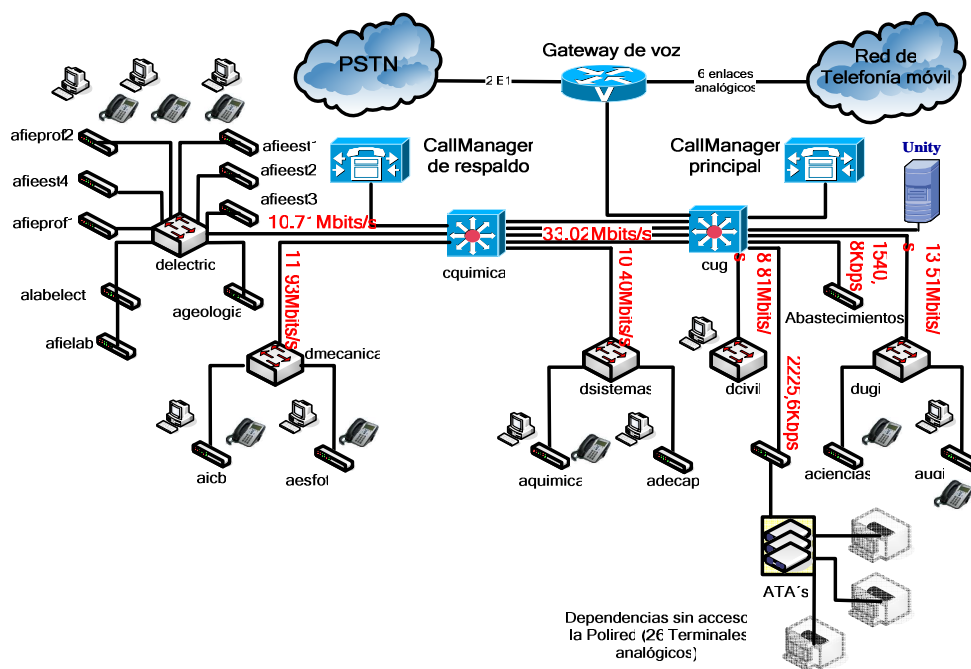 PSTN
Gateway de voz
Red de
Telefonía móvil
2 E1
6 enlaces
analógicos
V
afieprof2
afieest1
CallManager
de respaldo
CallManager
principal
Unity
afieest2
afieest4
afieest3
afieprof1
10.71Mbits/s
33.02Mbits/s
delectric
cquimica
cug
alabelect
ageologia
11.93Mbits/s
10.40Mbits/s
8.81Mbits/
s
1540,
8Kbps
13.51Mbits/
s
Abastecimientos
afielab
dmecanica
dsistemas
dcivil
dugi
2225,6Kbps
aicb
aesfot
aquimica
adecap
aciencias
augi
ATA´s
Dependencias sin acceso
la Polired (26 Terminales
analógicos)